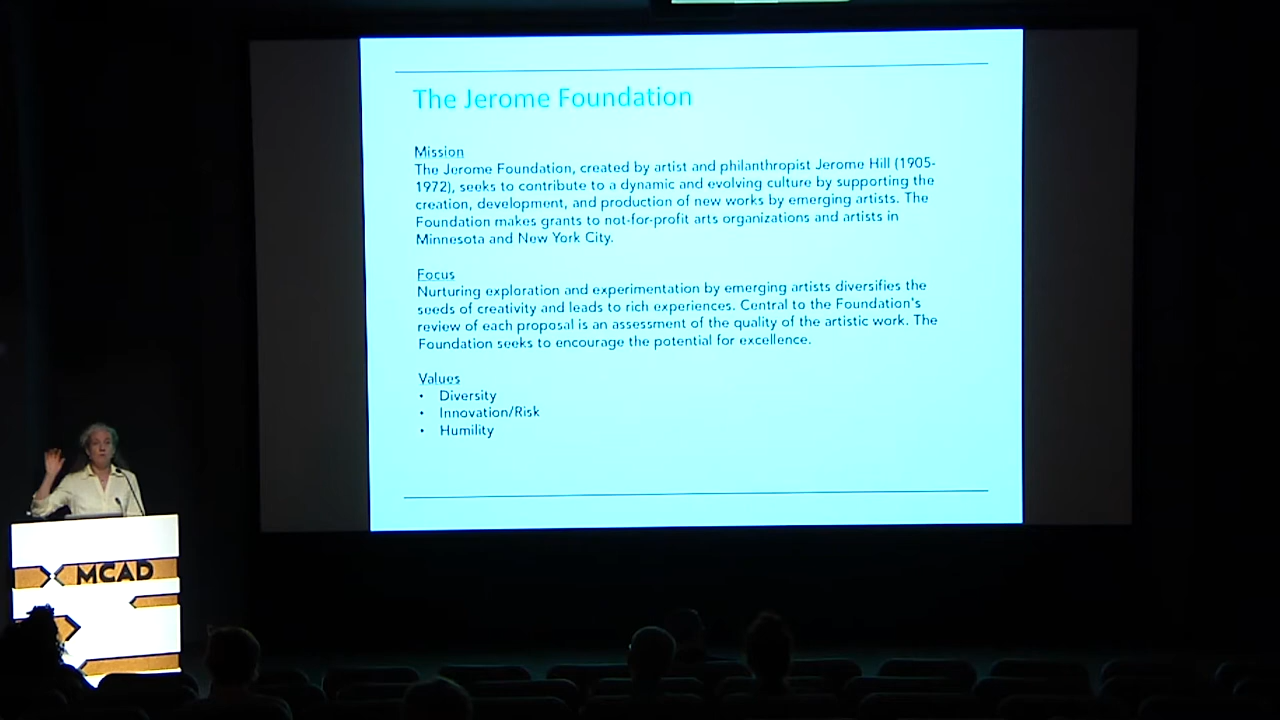 The Jerome Foundation
Mission
The Jerome Foundation, created by artist and philanthropist Jerome Hill (1905-
1972), seeks to contribute to a dynamic and evolving culture by supporting the
creation, development, and production of new works by emerging artists. The
Foundation makes grants to not-for-profit arts organizations and artists in
Minnesota and New York City.
Focus
Nurturing exploration and experimentation by emerging artists diversifies the
seeds of creativity and leads to rich experiences. Central to the Foundation's
review of each proposal is an assessment of the quality of the artistic work. The
Foundation seeks to encourage the potential for excellence.
Values
• Diversity
• Innovation/Risk
• Humility
MCAD